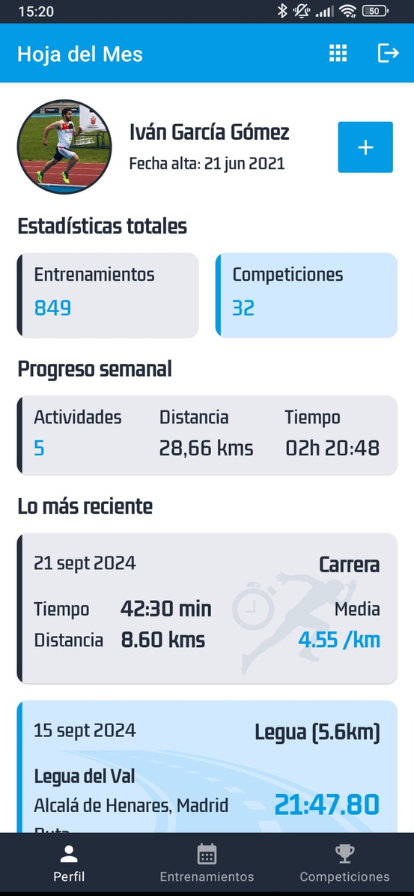 15:20
50
Hoja del Mes
Iván García Gómez
Fecha alta: 21 jun 2021
+
Estadísticas totales
Entrenamientos Competiciones
849 32
Progreso semanal
Actividades Distancia Tiempo
5 28,66 kms 02h 20:48
Lo más reciente
21 sept 2024 Carrera
Tiempo 42:30 min Media
Distancia 8.60 kms 4.55 /km
15 sept 2024 Legua (5.6km)
Legua del Val
Alcalá de Henares, Madrid 21:47.80
Perfil Entrenamientos Competiciones